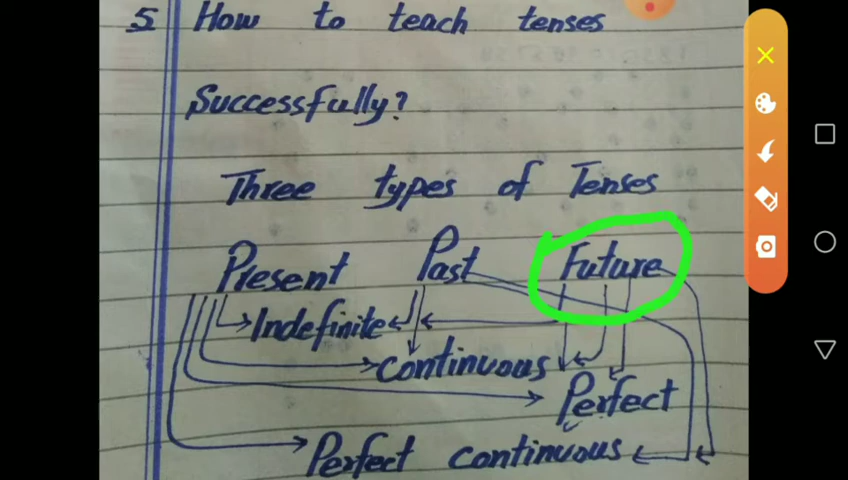 5 How to teach tenses
Successfully?
Three types of Tenses
Present Past Future
Indefinite
continuous
Perfect
Perfect continuous